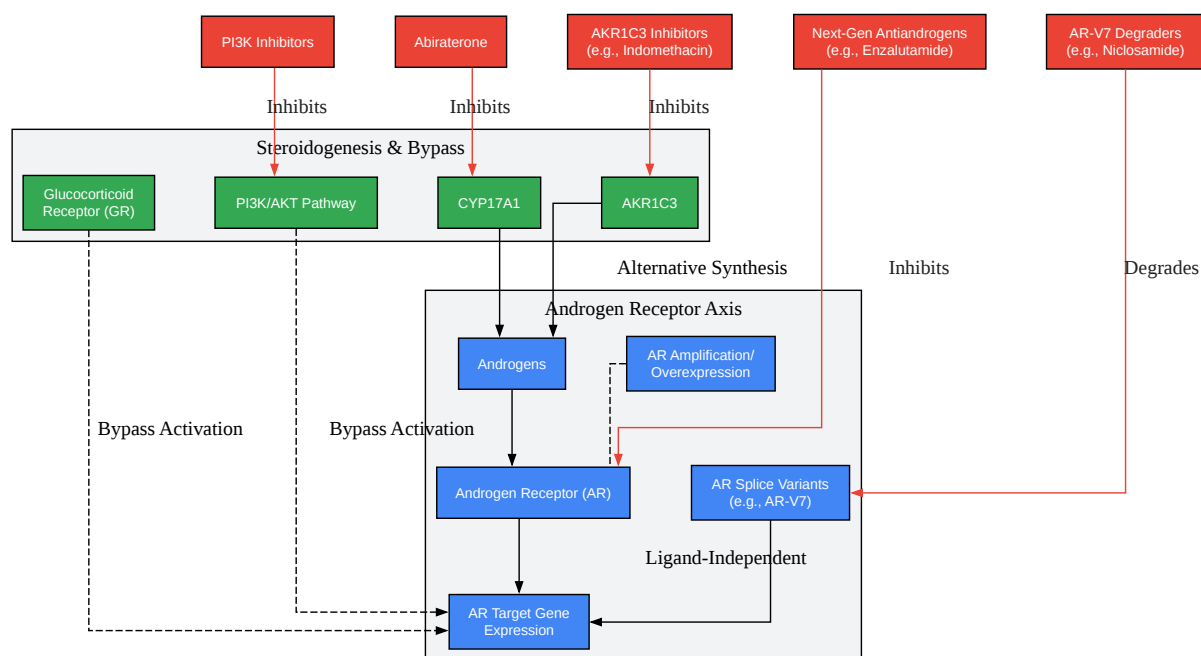 PI3K Inhibitors
Abiraterone
AKR1C3 Inhibitors
(e.g., Indomethacin)
Next-Gen Antiandrogens
(e.g., Enzalutamide)
AR-V7 Degraders
(e.g., Niclosamide)
Inhibits
Inhibits
Inhibits
Steroidogenesis & Bypass
Glucocorticoid
Receptor (GR)
PI3K/AKT Pathway
CYP17A1
AKR1C3
Alternative Synthesis
Inhibits
Degrades
Androgen Receptor Axis
Androgens
AR Amplification/
Overexpression
Bypass Activation
Bypass Activation
Androgen Receptor (AR)
AR Splice Variants
(e.g., AR-V7)
Ligand-Independent
AR Target Gene
Expression